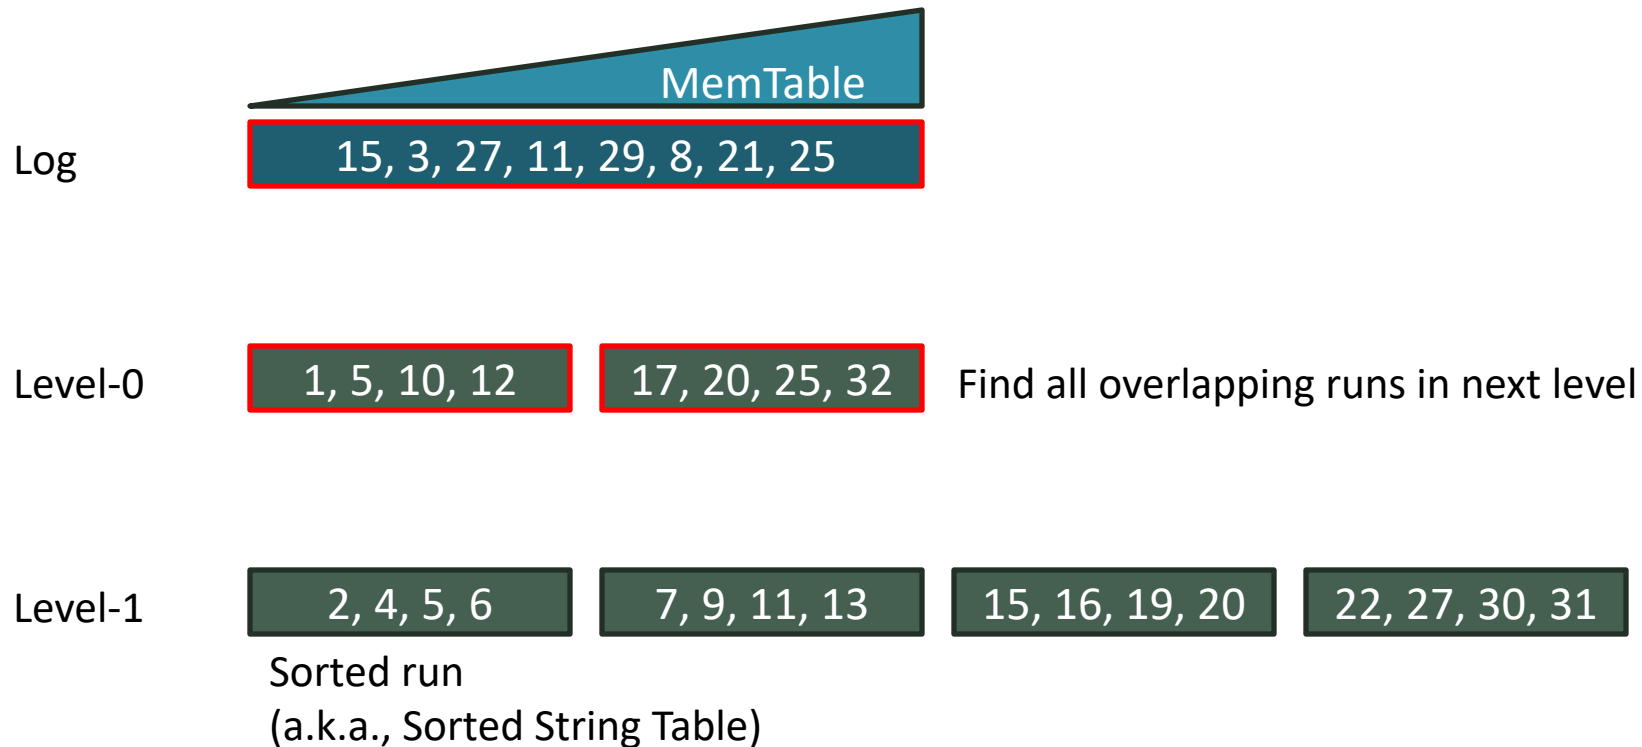 MemTable
Log
15, 3, 27, 11, 29, 8, 21, 25
Level-0
1, 5, 10, 12
17, 20, 25, 32
Find all overlapping runs in next level
Level-1
2, 4, 5, 6
7, 9, 11, 13
15, 16, 19, 20
22, 27, 30, 31
Sorted run
(a.k.a., Sorted String Table)